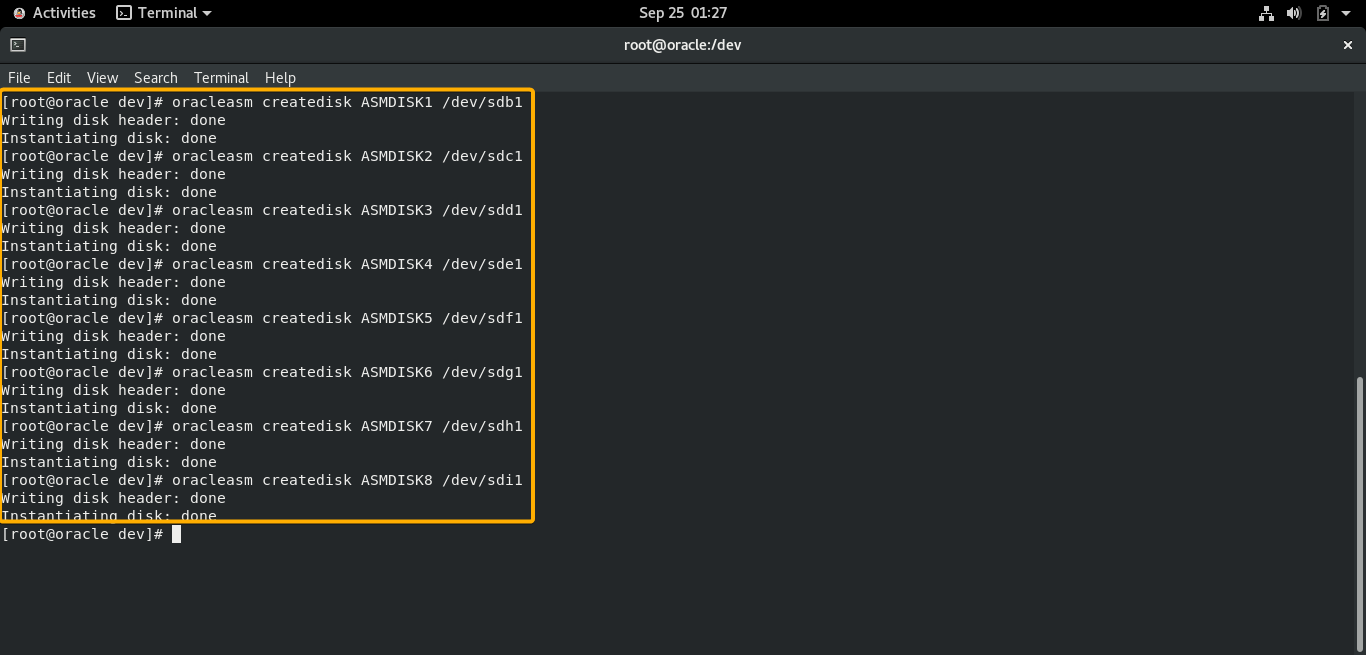 Activities Terminal Sep 25 01:27
root@oracle:/dev
File Edit View Search Terminal Help
[root@oracle dev]# oracleasm createdisk ASMDISK1 /dev/sdb1
Writing disk header: done
Instantiating disk: done
[root@oracle dev]# oracleasm createdisk ASMDISK2 /dev/sdc1
Writing disk header: done
Instantiating disk: done
[root@oracle dev]# oracleasm createdisk ASMDISK3 /dev/sdd1
Writing disk header: done
Instantiating disk: done
[root@oracle dev]# oracleasm createdisk ASMDISK4 /dev/sde1
Writing disk header: done
Instantiating disk: done
[root@oracle dev]# oracleasm createdisk ASMDISK5 /dev/sdf1
Writing disk header: done
Instantiating disk: done
[root@oracle dev]# oracleasm createdisk ASMDISK6 /dev/sdg1
Writing disk header: done
Instantiating disk: done
[root@oracle dev]# oracleasm createdisk ASMDISK7 /dev/sdh1
Writing disk header: done
Instantiating disk: done
[root@oracle dev]# oracleasm createdisk ASMDISK8 /dev/sdi1
Writing disk header: done
Instantiating disk: done
[root@oracle dev]#